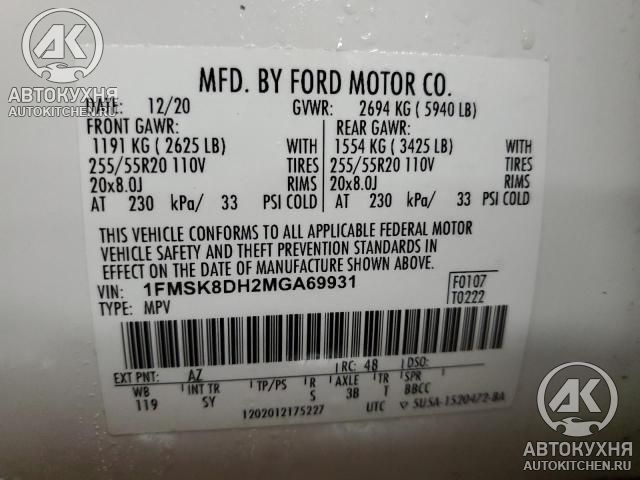 AK
АВТОКУХНЯ
AUTOKITCHEN.RU
MFD. BY FORD MOTOR CO.
DATE: 12/20 GVWR: 2694 KG ( 5940 LB)
FRONT GAWR: REAR GAWR:
1191 KG ( 2625 LB) WITH 1554 KG ( 3425 LB) WITH
255/55R20 110V TIRES 255/55R20 110V TIRES
20x8.0J RIMS 20x8.0J RIMS
AT 230 kPa/ 33 PSI COLD AT 230 kPa/ 33 PSI COLD
THIS VEHICLE CONFORMS TO ALL APPLICABLE FEDERAL MOTOR
VEHICLE SAFETY AND THEFT PREVENTION STANDARDS IN
EFFECT ON THE DATE OF MANUFACTURE SHOWN ABOVE.
VIN: 1FMSK8DH2MGA69931 F0107
TYPE: MPV T0222
EXT PNT: AZ RC: 48 DSO:
WB INT TR TP/PS R AXLE TR SPR
119 SY S 3B T BBCC
1202012175227 UTC ▽ SU5A-1520472-BA
AK
АВТОКУХНЯ
AUTOKITCHEN.RU